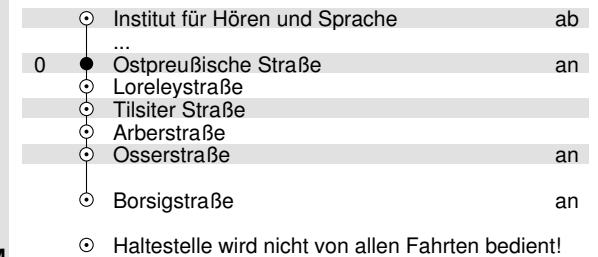 Institut für Hören und Sprache ab
...
0 Ostpreußische Straße an
Loreleystraße
Tilsiter Straße
Arberstraße
Osserstraße an
Borsigstraße an
Haltestelle wird nicht von allen Fahrten bedient!